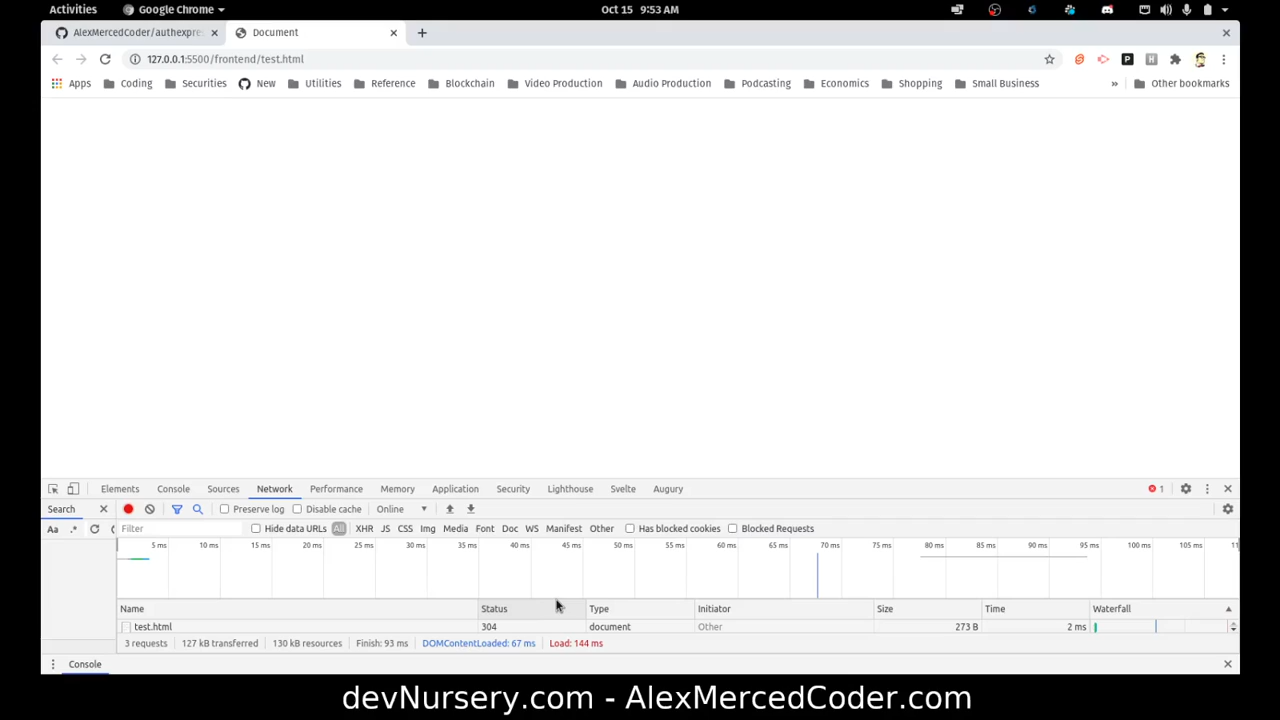 Activities Google Chrome Oct 15 9:53 AM
AlexMercedCoder/authexpre Document
127.0.0.1:5500/frontend/test.html
Apps Coding Securities New Utilities Reference Blockchain Video Production Audio Production Podcasting Economics Shopping Small Business » Other bookmarks
Elements Console Sources Network Performance Memory Application Security Lighthouse Svelte Augury 1
Search Preserve log Disable cache Online
Aa .* Filter Hide data URLs All XHR JS CSS Img Media Font Doc WS Manifest Other Has blocked cookies Blocked Requests
5 ms 10 ms 15 ms 20 ms 25 ms 30 ms 35 ms 40 ms 45 ms 50 ms 55 ms 60 ms 65 ms 70 ms 75 ms 80 ms 85 ms 90 ms 95 ms 100 ms 105 ms 11
Name Status Type Initiator Size Time Waterfall
test.html 304 document Other 273 B 2 ms
3 requests 127 kB transferred 130 kB resources Finish: 93 ms DOMContentLoaded: 67 ms Load: 144 ms
Console
devNursery.com - AlexMercedCoder.com